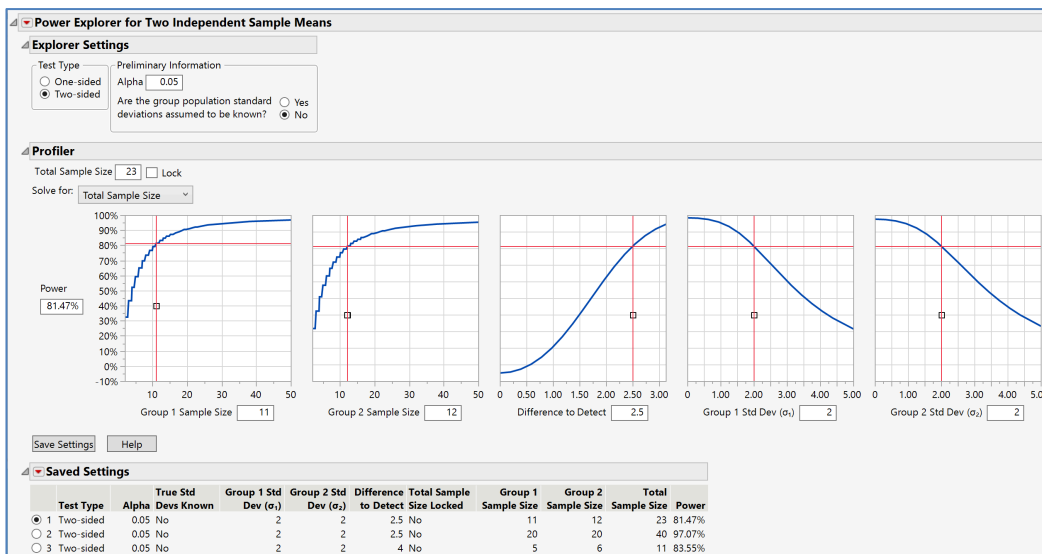 Power Explorer for Two Independent Sample Means
Explorer Settings
Test Type
One-sided
Two-sided
Preliminary Information
Alpha 0.05
Are the group population standard
deviations assumed to be known?
Yes
No
Profiler
Total Sample Size 23 Lock
Solve for: Total Sample Size
100%
90%
80%
70%
60%
50%
40%
30%
20%
10%
0%
-10%
Power
81.47%
10 20 30 40 50
10 20 30 40 50
0 0.50 1.00 1.50 2.00 2.50 3.00
0.00 1.00 2.00 3.00 4.00 5.00
0.00 1.00 2.00 3.00 4.00 5.0
Group 1 Sample Size 11
Group 2 Sample Size 12
Difference to Detect 2.5
Group 1 Std Dev (σ₁) 2
Group 2 Std Dev (σ₂) 2
Save Settings Help
Saved Settings
True Std Group 1 Std Group 2 Std Difference Total Sample Group 1 Group 2 Total
Test Type Alpha Devs Known Dev (σ₁) Dev (σ₂) to Detect Size Locked Sample Size Sample Size Sample Size Power
1 Two-sided 0.05 No 2 2 2.5 No 11 12 23 81.47%
2 Two-sided 0.05 No 2 2 2.5 No 20 20 40 97.07%
3 Two-sided 0.05 No 2 2 4 No 5 6 11 83.55%